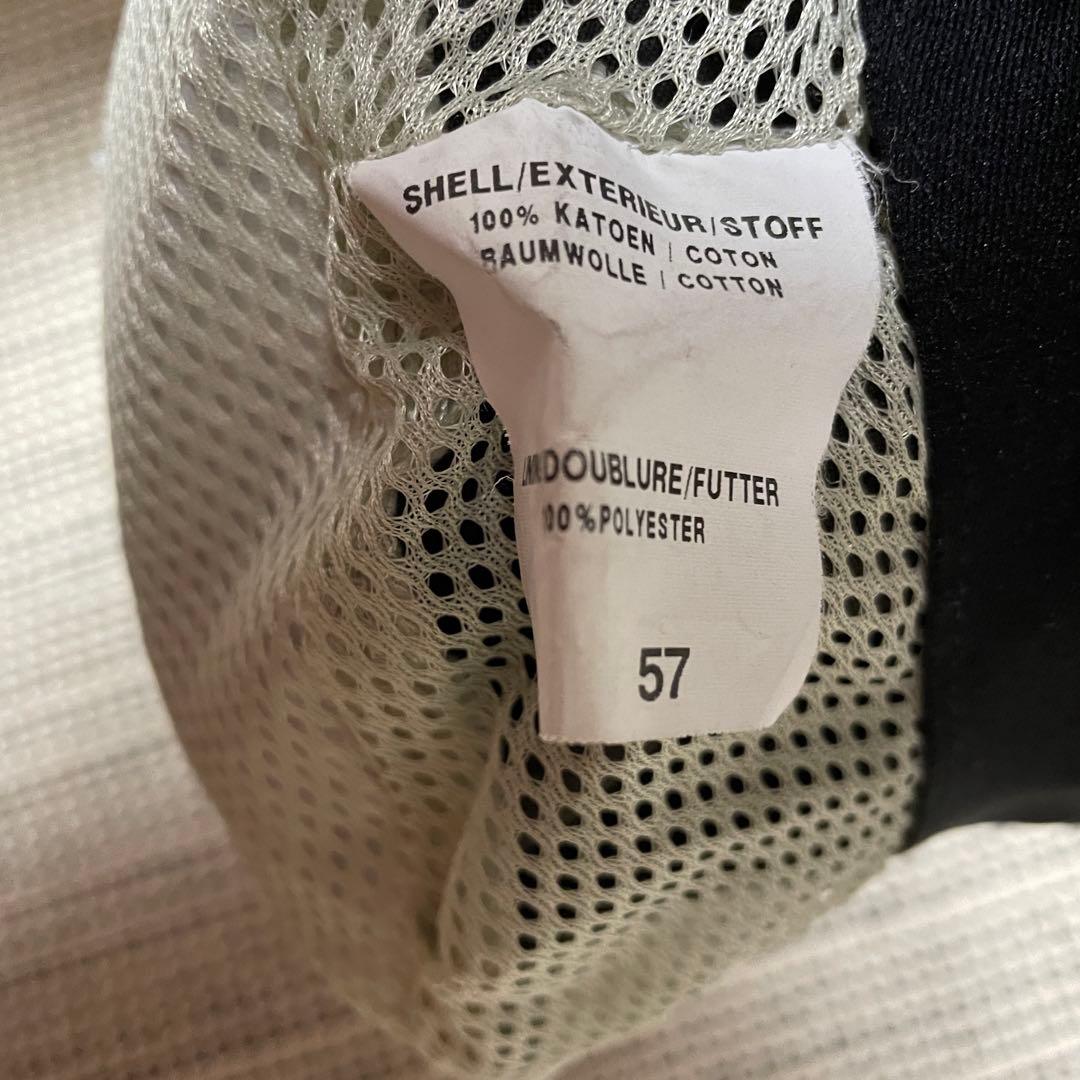 SHELL/EXTERIEUR/STOFF
100% KATOEN / COTON
BAUMWOLLE / COTTON
DOUBLURE/FUTTER
100%POLYESTER
57